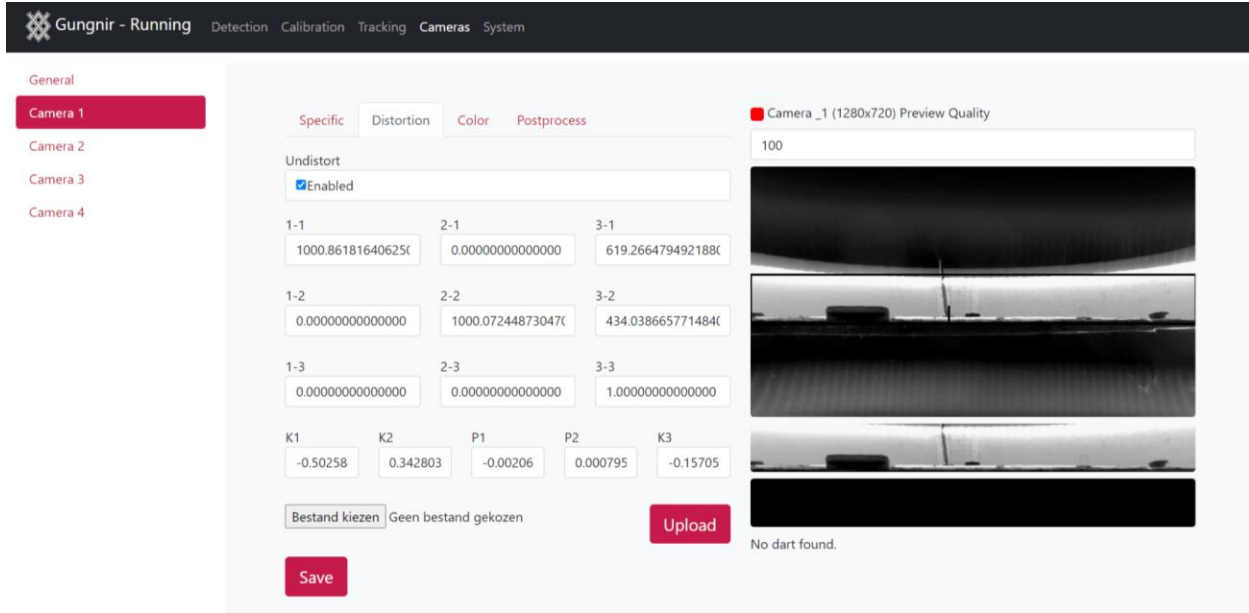 Gungnir - Running Detection Calibration Tracking Cameras System
General
Camera 1
Camera 2
Camera 3
Camera 4
Specific Distortion Color Postprocess
Undistort
Enabled
1-1 2-1 3-1
1000.86181640625( 0.00000000000000 619.266479492188(
1-2 2-2 3-2
0.00000000000000 1000.07244873047( 434.038665771484(
1-3 2-3 3-3
0.00000000000000 0.00000000000000 1.00000000000000
K1 K2 P1 P2 K3
-0.50258 0.342803 -0.00206 0.000795 -0.15705
Bestand kiezen Geen bestand gekozen
Upload
Save
Camera _1 (1280x720) Preview Quality
100
No dart found.